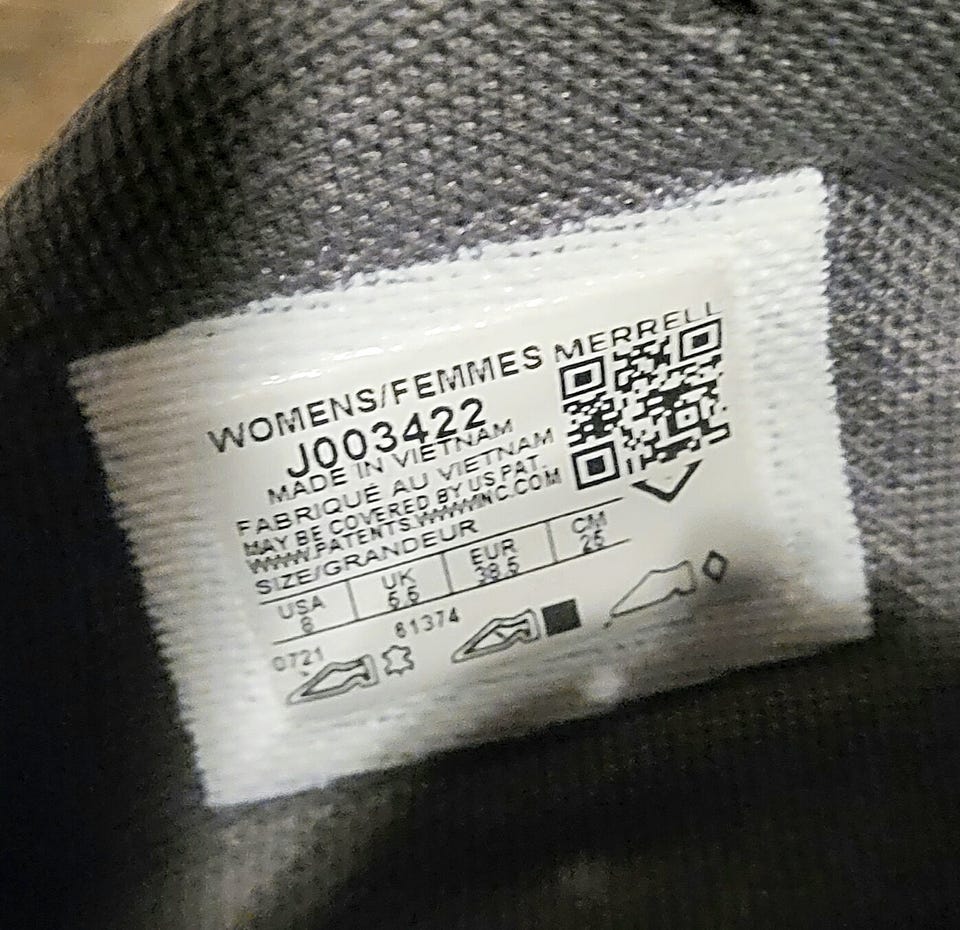 WOMENS/FEMMES MERRELL
J003422
MADE IN VIETNAM
FABRIQUÉ AU VIETNAM
MAY BE COVERED BY US.PAT.
WWW.PATENTS.WWWINC.COM
SIZE/GRANDEUR
USA UK EUR CM
8 5.5 38.5 25
0721 61374